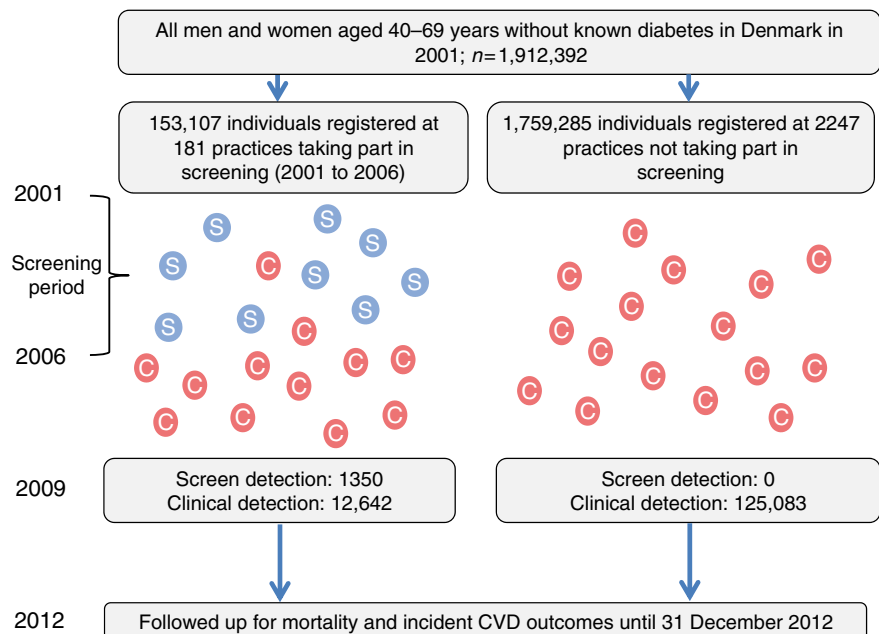 All men and women aged 40–69 years without known diabetes in Denmark in
2001; n=1,912,392
153,107 individuals registered at
181 practices taking part in
screening (2001 to 2006)
1,759,285 individuals registered at 2247
practices not taking part in
screening
2001
Screening
period
2006
S S S
S C S S
S S S C
C C C C
C C
C C C C
C
C C C
C C
C C C
C C C C
C C C C
2009
Screen detection: 1350
Clinical detection: 12,642
Screen detection: 0
Clinical detection: 125,083
2012
Followed up for mortality and incident CVD outcomes until 31 December 2012